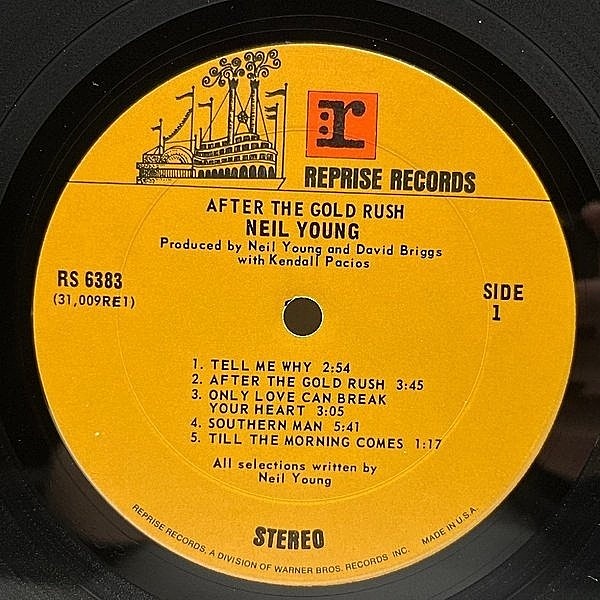 :r
REPRISE RECORDS
AFTER THE GOLD RUSH
NEIL YOUNG
Produced by Neil Young and David Briggs
with Kendall Pacios
RS 6383
(31,009RE1)
SIDE
1
1. TELL ME WHY 2:54
2. AFTER THE GOLD RUSH 3:45
3. ONLY LOVE CAN BREAK
YOUR HEART 3:05
4. SOUTHERN MAN 5:41
5. TILL THE MORNING COMES 1:17
All selections written by
Neil Young
STEREO
REPRISE RECORDS, A DIVISION OF WARNER BROS. RECORDS, INC. MADE IN U.S.A.